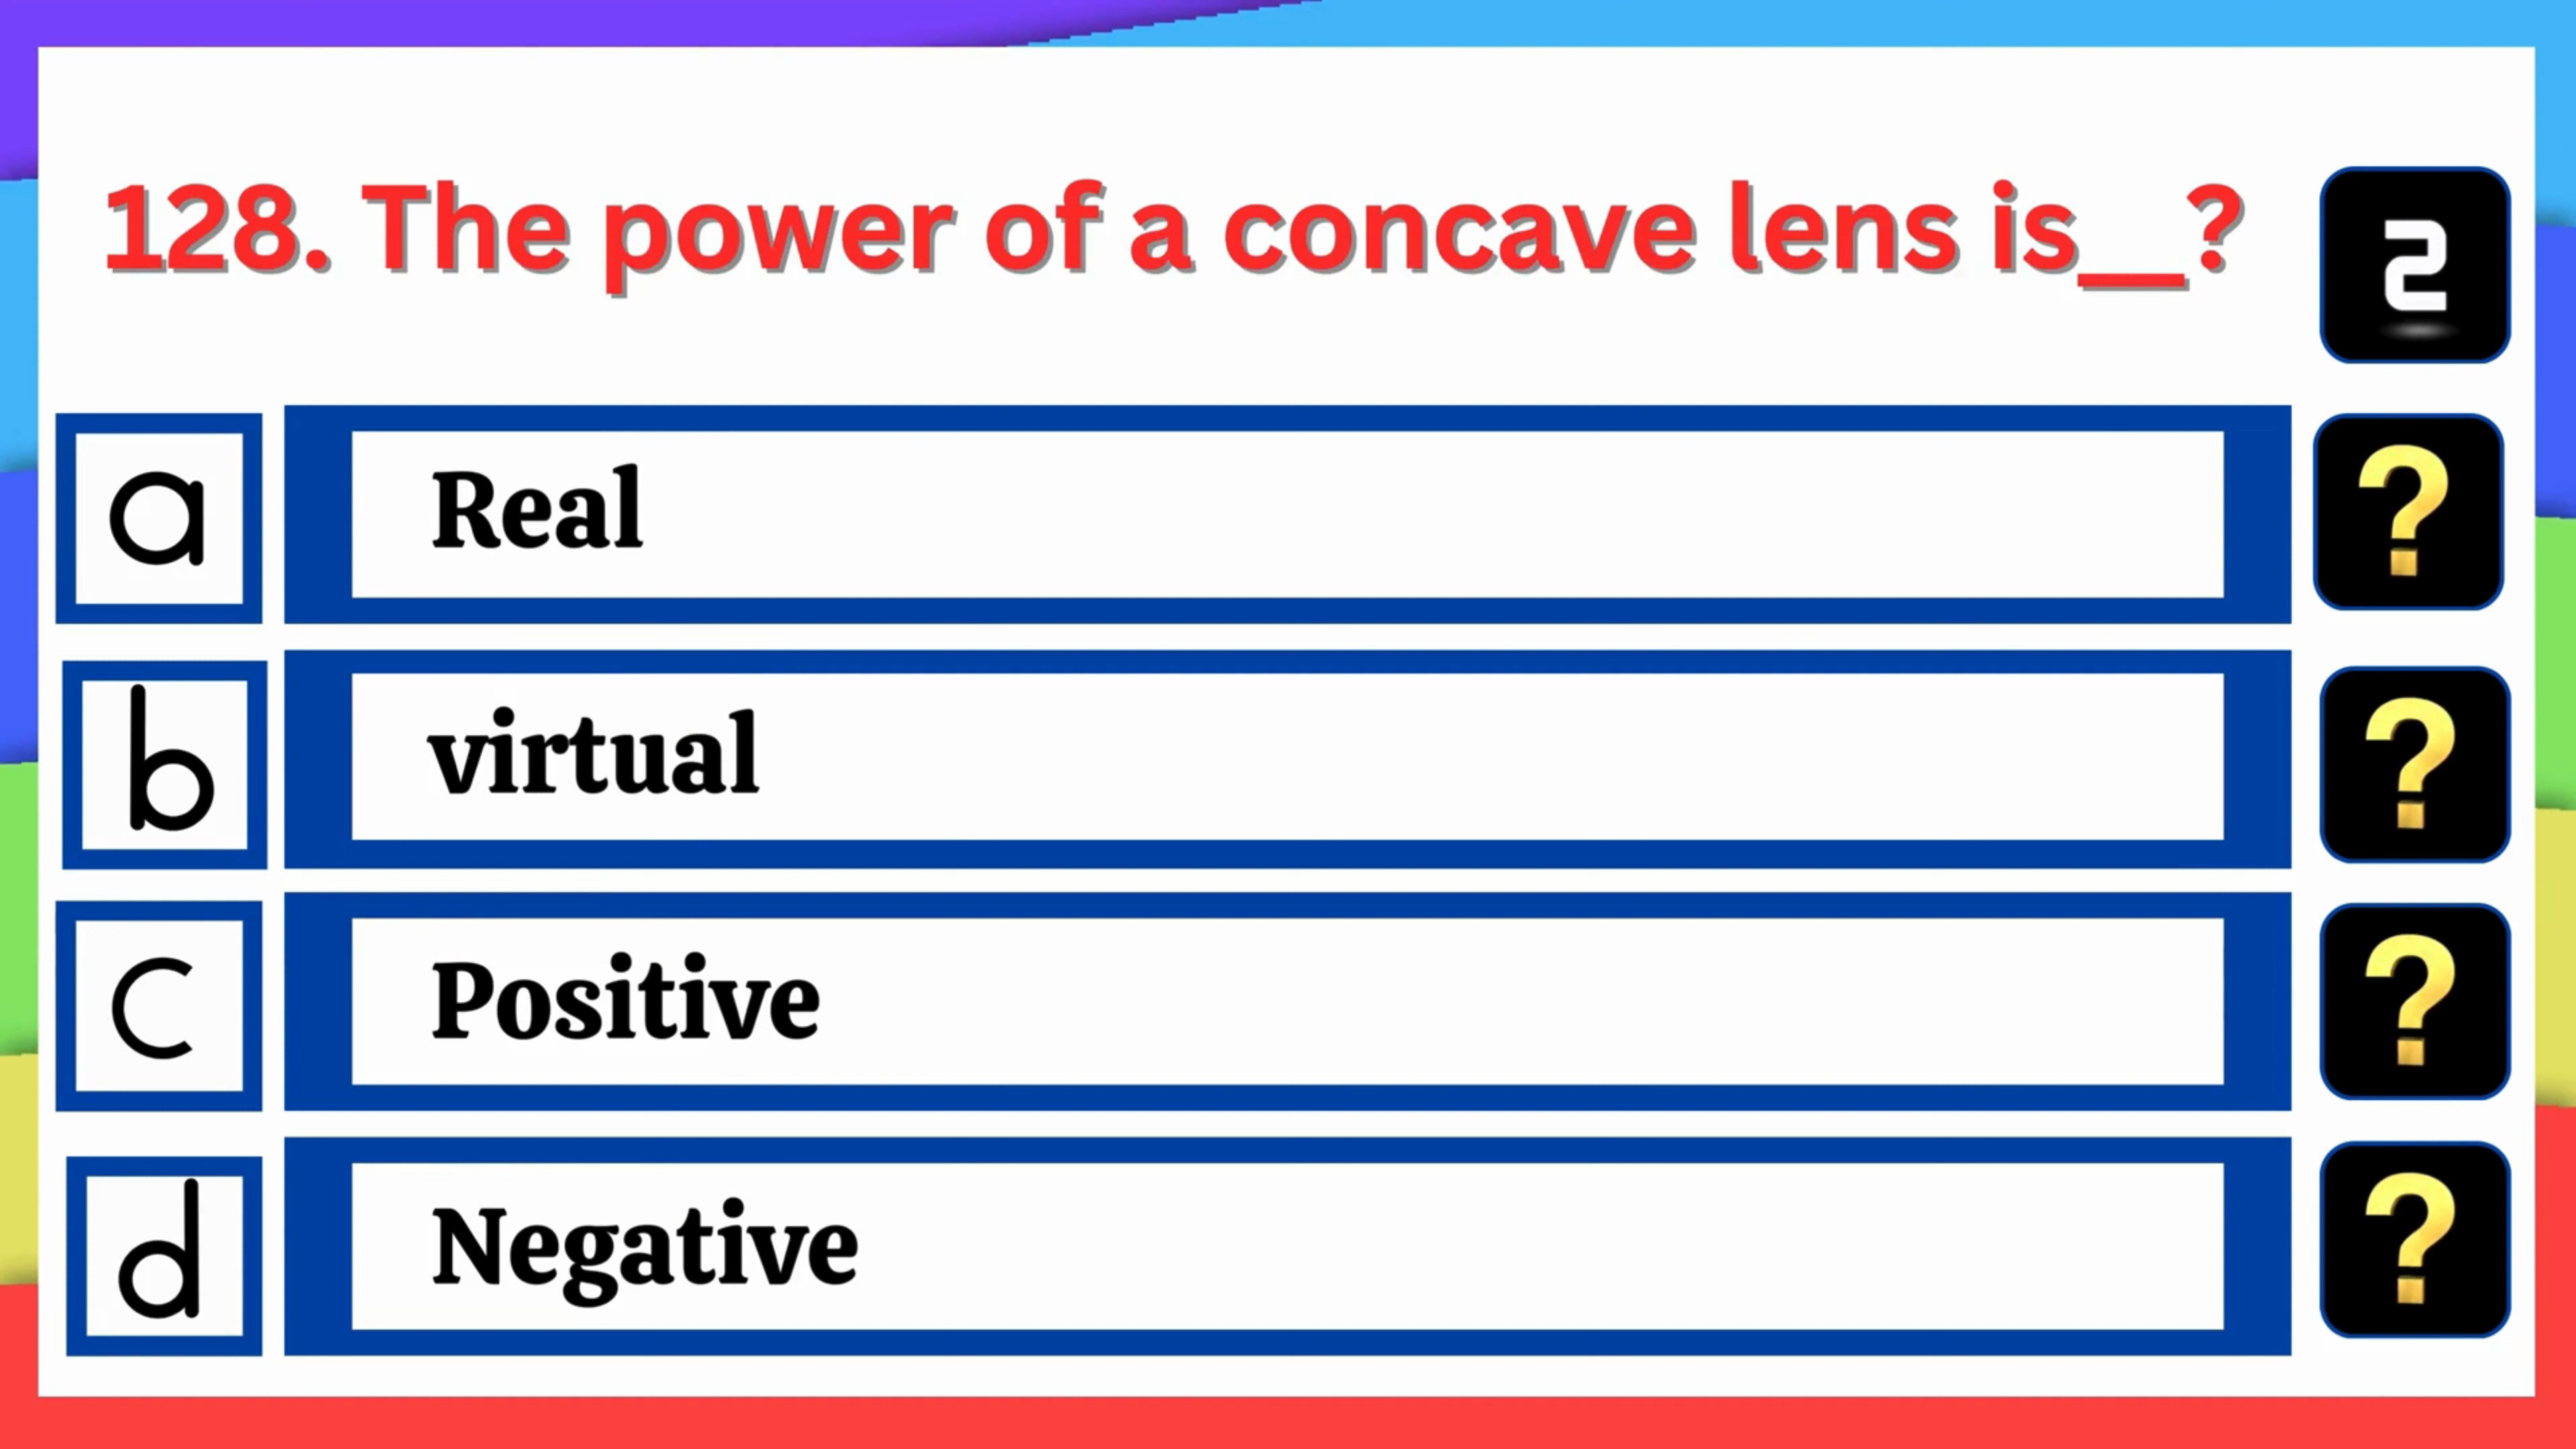 128. The power of a concave lens is__?
2
a
Real
?
b
virtual
?
c
Positive
?
d
Negative
?